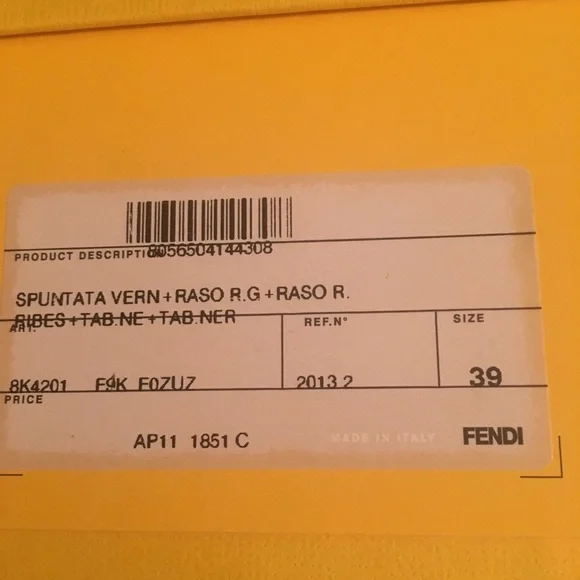 8056504144308
PRODUCT DESCRIPTION
SPUNTATA VERN+RASO R.G+RASO R.
RIBES+TAB.NE+TAB.NER
ART. REF.N° SIZE
8K4201 F9K F0ZUZ 2013 2 39
PRICE
AP11 1851 C MADE IN ITALY FENDI